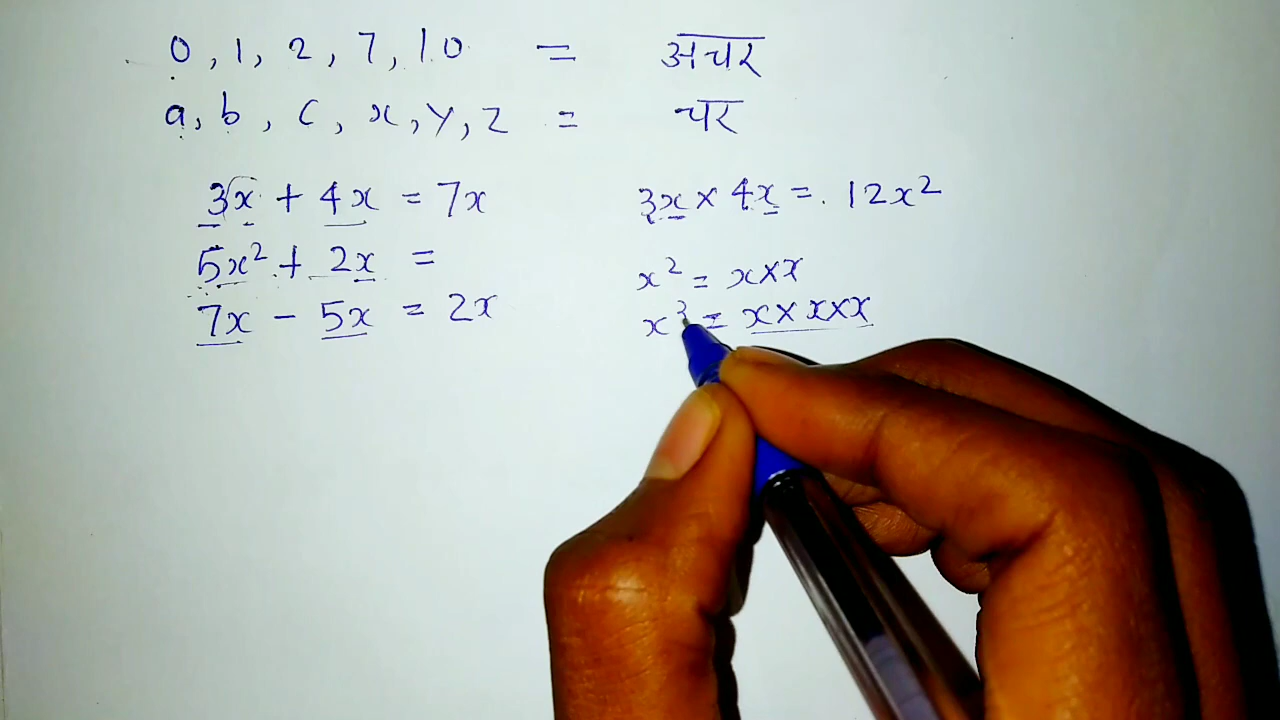 0, 1, 2, 7, 10 = अचर
a, b, c, x, y, z = चर
3x + 4x = 7x
5x² + 2x =
7x - 5x = 2x
3x × 4x = 12x²
x² = x×x
x³ = x×x×x